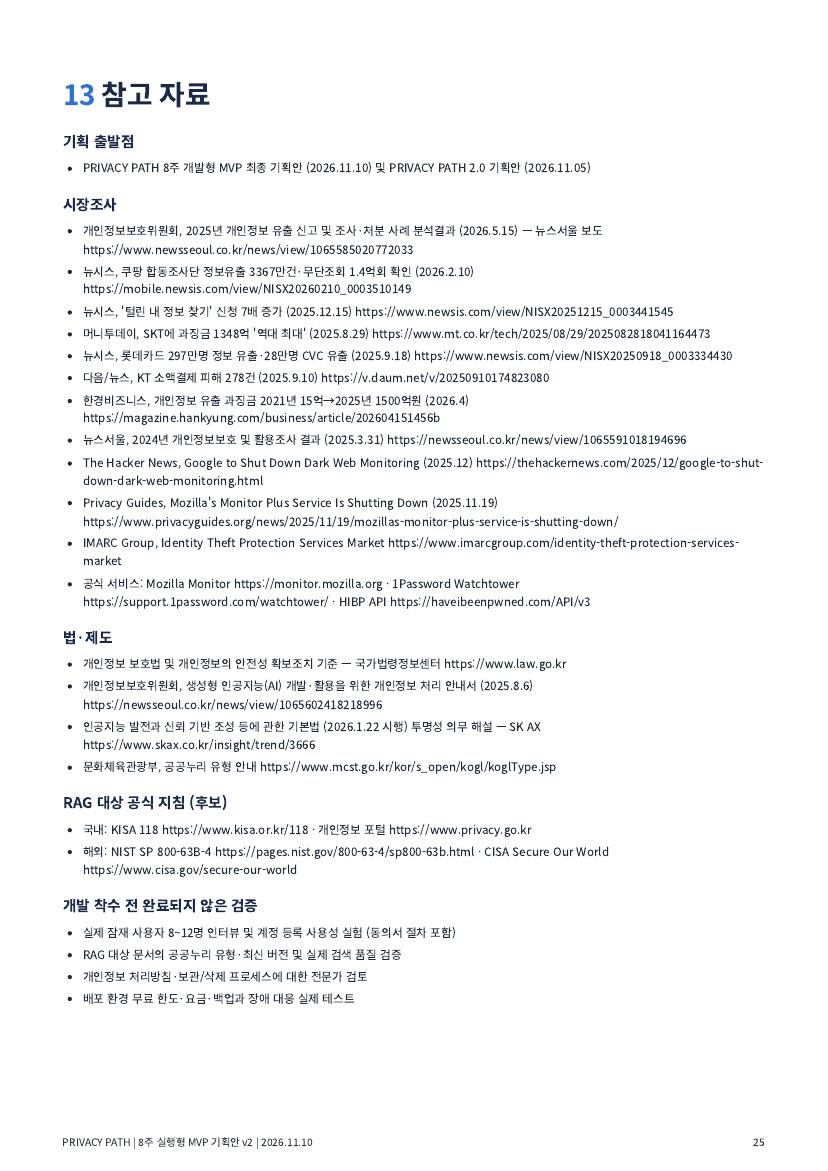 13 참고 자료
기획 출발점
• PRIVACY PATH 8주 개발형 MVP 최종 기획안 (2026.11.10) 및 PRIVACY PATH 2.0 기획안 (2026.11.05)
시장조사
• 개인정보보호위원회, 2025년 개인정보 유출 신고 및 조사·처분 사례 분석결과 (2026.5.15) — 뉴스서울 보도
https://www.newsseoul.co.kr/news/view/1065585020772033
• 뉴시스, 쿠팡 합동조사단 정보유출 3367만건·무단조회 1.4억회 확인 (2026.2.10)
https://mobile.newsis.com/view/NISX20260210_0003510149
• 뉴시스, '털린 내 정보 찾기' 신청 7배 증가 (2025.12.15) https://www.newsis.com/view/NISX20251215_0003441545
• 머니투데이, SKT에 과징금 1348억 '역대 최대' (2025.8.29) https://www.mt.co.kr/tech/2025/08/29/2025082818041164473
• 뉴시스, 롯데카드 297만명 정보 유출·28만명 CVC 유출 (2025.9.18) https://www.newsis.com/view/NISX20250918_0003334430
• 다음/뉴스, KT 소액결제 피해 278건 (2025.9.10) https://v.daum.net/v/20250910174823080
• 한경비즈니스, 개인정보 유출 과징금 2021년 15억→2025년 1500억원 (2026.4)
https://magazine.hankyung.com/business/article/202604151456b
• 뉴스서울, 2024년 개인정보보호 및 활용조사 결과 (2025.3.31) https://newsseoul.co.kr/news/view/1065591018194696
• The Hacker News, Google to Shut Down Dark Web Monitoring (2025.12) https://thehackernews.com/2025/12/google-to-shut-
down-dark-web-monitoring.html
• Privacy Guides, Mozilla's Monitor Plus Service Is Shutting Down (2025.11.19)
https://www.privacyguides.org/news/2025/11/19/mozillas-monitor-plus-service-is-shutting-down/
• IMARC Group, Identity Theft Protection Services Market https://www.imarcgroup.com/identity-theft-protection-services-
market
• 공식 서비스: Mozilla Monitor https://monitor.mozilla.org · 1Password Watchtower
https://support.1password.com/watchtower/ · HIBP API https://haveibeenpwned.com/API/v3
법·제도
• 개인정보 보호법 및 개인정보의 안전성 확보조치 기준 — 국가법령정보센터 https://www.law.go.kr
• 개인정보보호위원회, 생성형 인공지능(AI) 개발·활용을 위한 개인정보 처리 안내서 (2025.8.6)
https://newsseoul.co.kr/news/view/1065602418218996
• 인공지능 발전과 신뢰 기반 조성 등에 관한 기본법 (2026.1.22 시행) 투명성 의무 해설 — SK AX
https://www.skax.co.kr/insight/trend/3666
• 문화체육관광부, 공공누리 유형 안내 https://www.mcst.go.kr/kor/s_open/kogl/koglType.jsp
RAG 대상 공식 지침 (후보)
• 국내: KISA 118 https://www.kisa.or.kr/118 · 개인정보 포털 https://www.privacy.go.kr
• 해외: NIST SP 800-63B-4 https://pages.nist.gov/800-63-4/sp800-63b.html · CISA Secure Our World
https://www.cisa.gov/secure-our-world
개발 착수 전 완료되지 않은 검증
• 실제 잠재 사용자 8~12명 인터뷰 및 계정 등록 사용성 실험 (동의서 절차 포함)
• RAG 대상 문서의 공공누리 유형·최신 버전 및 실제 검색 품질 검증
• 개인정보 처리방침·보관/삭제 프로세스에 대한 전문가 검토
• 배포 환경 무료 한도·요금·백업과 장애 대응 실제 테스트
PRIVACY PATH | 8주 실행형 MVP 기획안 v2 | 2026.11.10
25